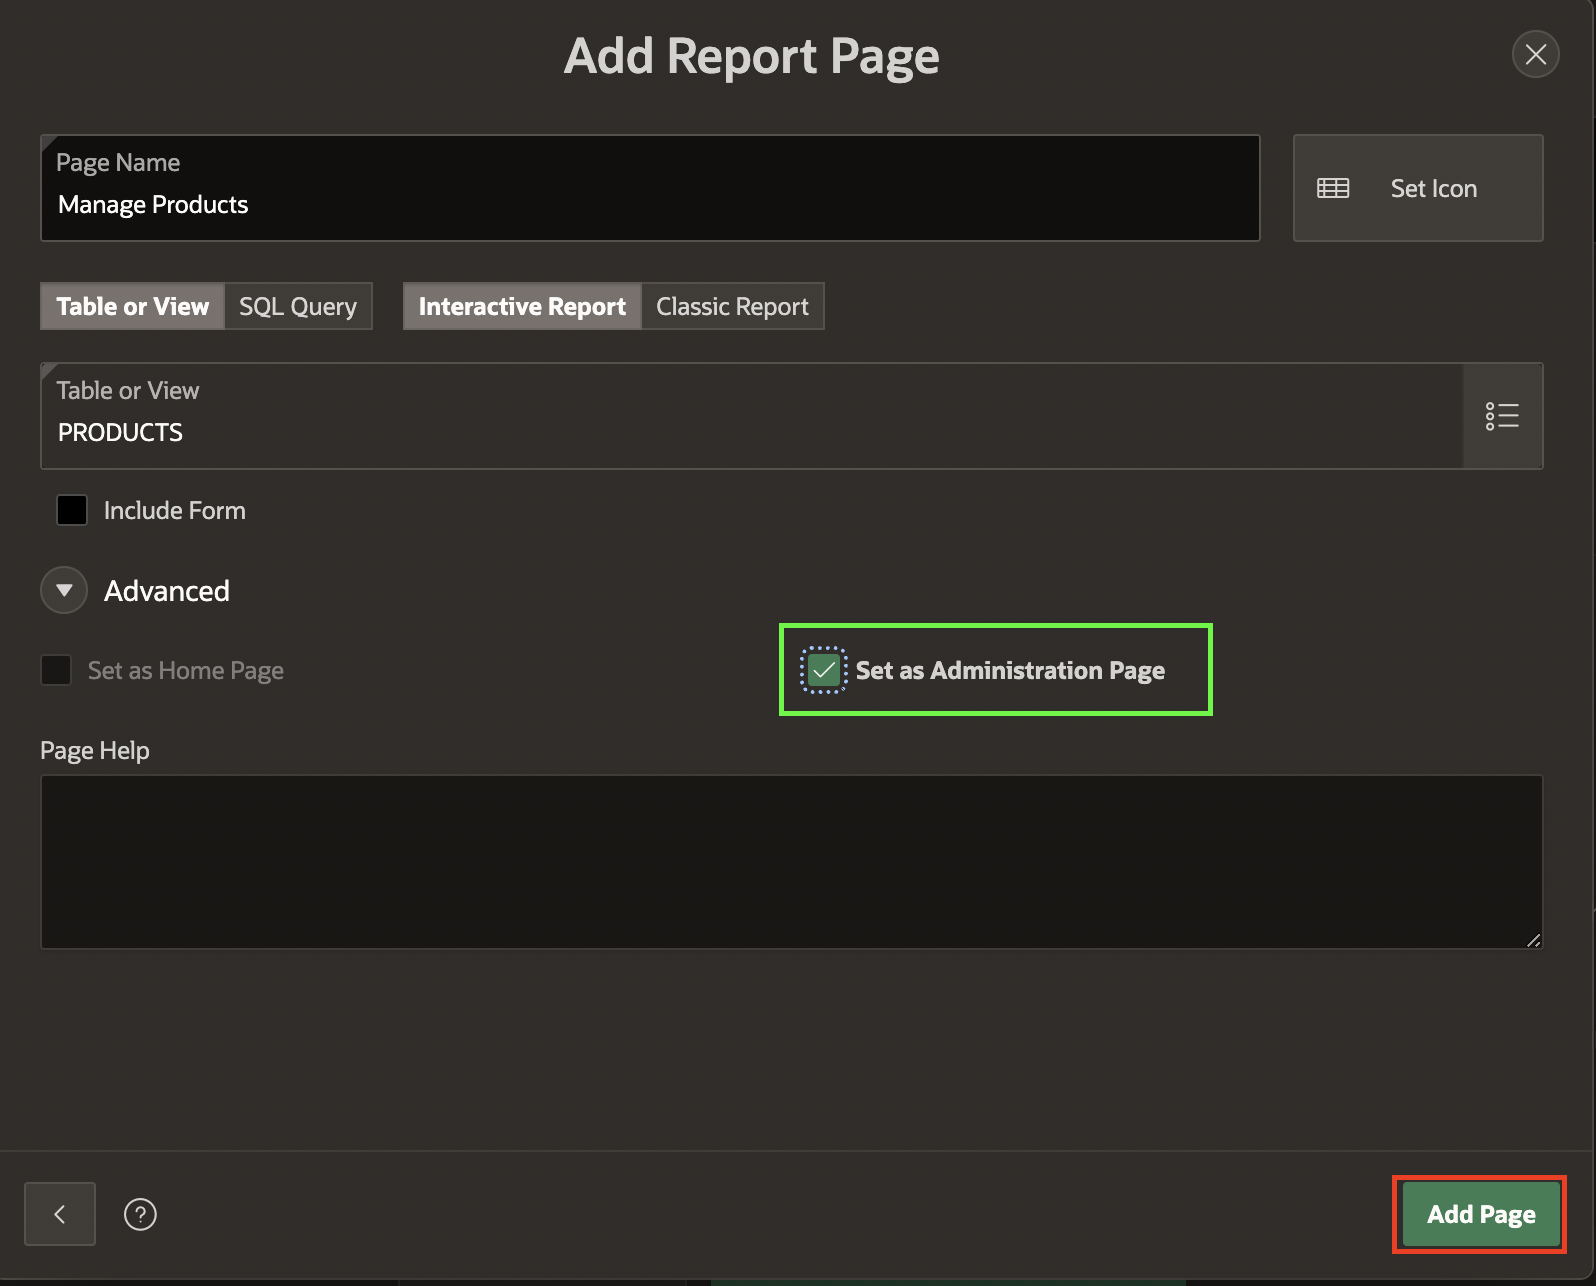 Add Report Page
Page Name
Manage Products
Set Icon
Table or View SQL Query Interactive Report Classic Report
Table or View
PRODUCTS
Include Form
Advanced
Set as Home Page Set as Administration Page
Page Help
? Add Page